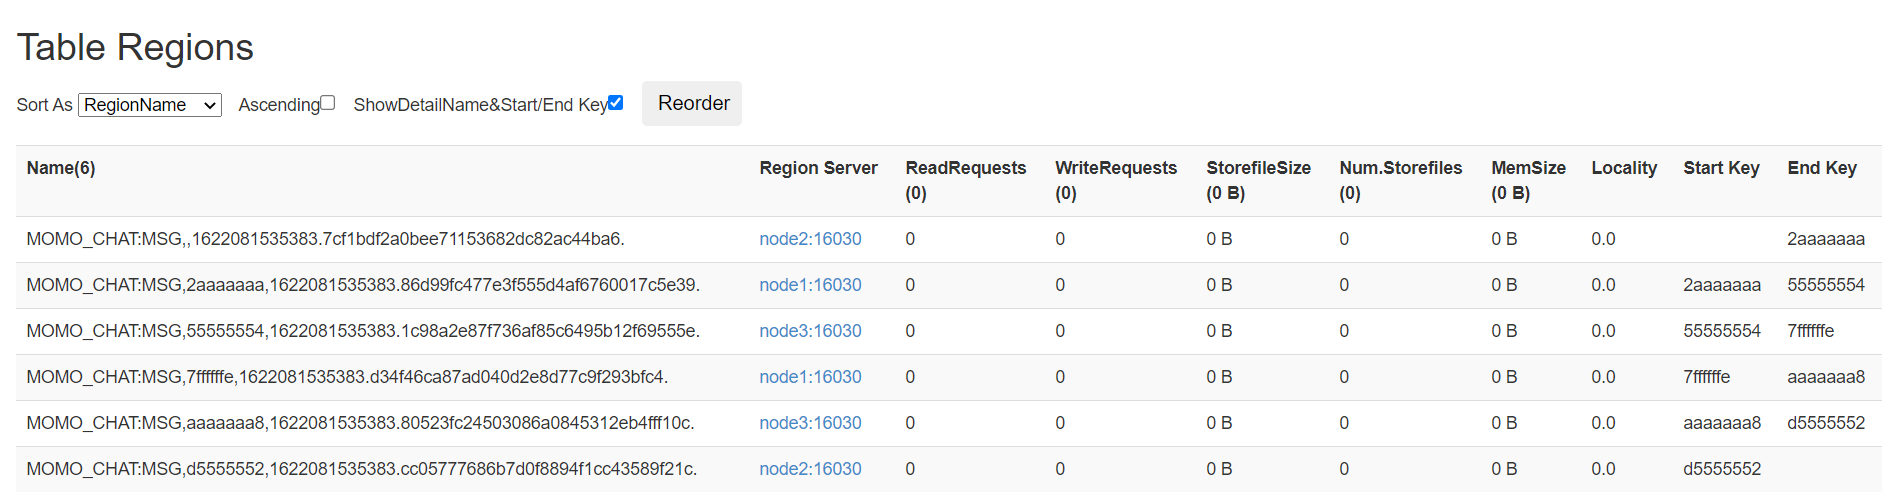 Table Regions
Sort As RegionName Ascending ShowDetailName&Start/End Key Reorder
Name(6) Region Server ReadRequests (0) WriteRequests (0) StorefileSize (0 B) Num.Storefiles (0) MemSize (0 B) Locality Start Key End Key
MOMO_CHAT:MSG,,1622081535383.7cf1bdf2a0bee71153682dc82ac44ba6. node2:16030 0 0 0 B 0 0 B 0.0 2aaaaaaa
MOMO_CHAT:MSG,2aaaaaaa,1622081535383.86d99fc477e3f555d4af6760017c5e39. node1:16030 0 0 0 B 0 0 B 0.0 2aaaaaaa 55555554
MOMO_CHAT:MSG,55555554,1622081535383.1c98a2e87f736af85c6495b12f69555e. node3:16030 0 0 0 B 0 0 B 0.0 55555554 7ffffffe
MOMO_CHAT:MSG,7ffffffe,1622081535383.d34f46ca87ad040d2e8d77c9f293bfc4. node1:16030 0 0 0 B 0 0 B 0.0 7ffffffe aaaaaaa8
MOMO_CHAT:MSG,aaaaaaa8,1622081535383.80523fc24503086a0845312eb4fff10c. node3:16030 0 0 0 B 0 0 B 0.0 aaaaaaa8 d5555552
MOMO_CHAT:MSG,d5555552,1622081535383.cc05777686b7d0f8894f1cc43589f21c. node2:16030 0 0 0 B 0 0 B 0.0 d5555552